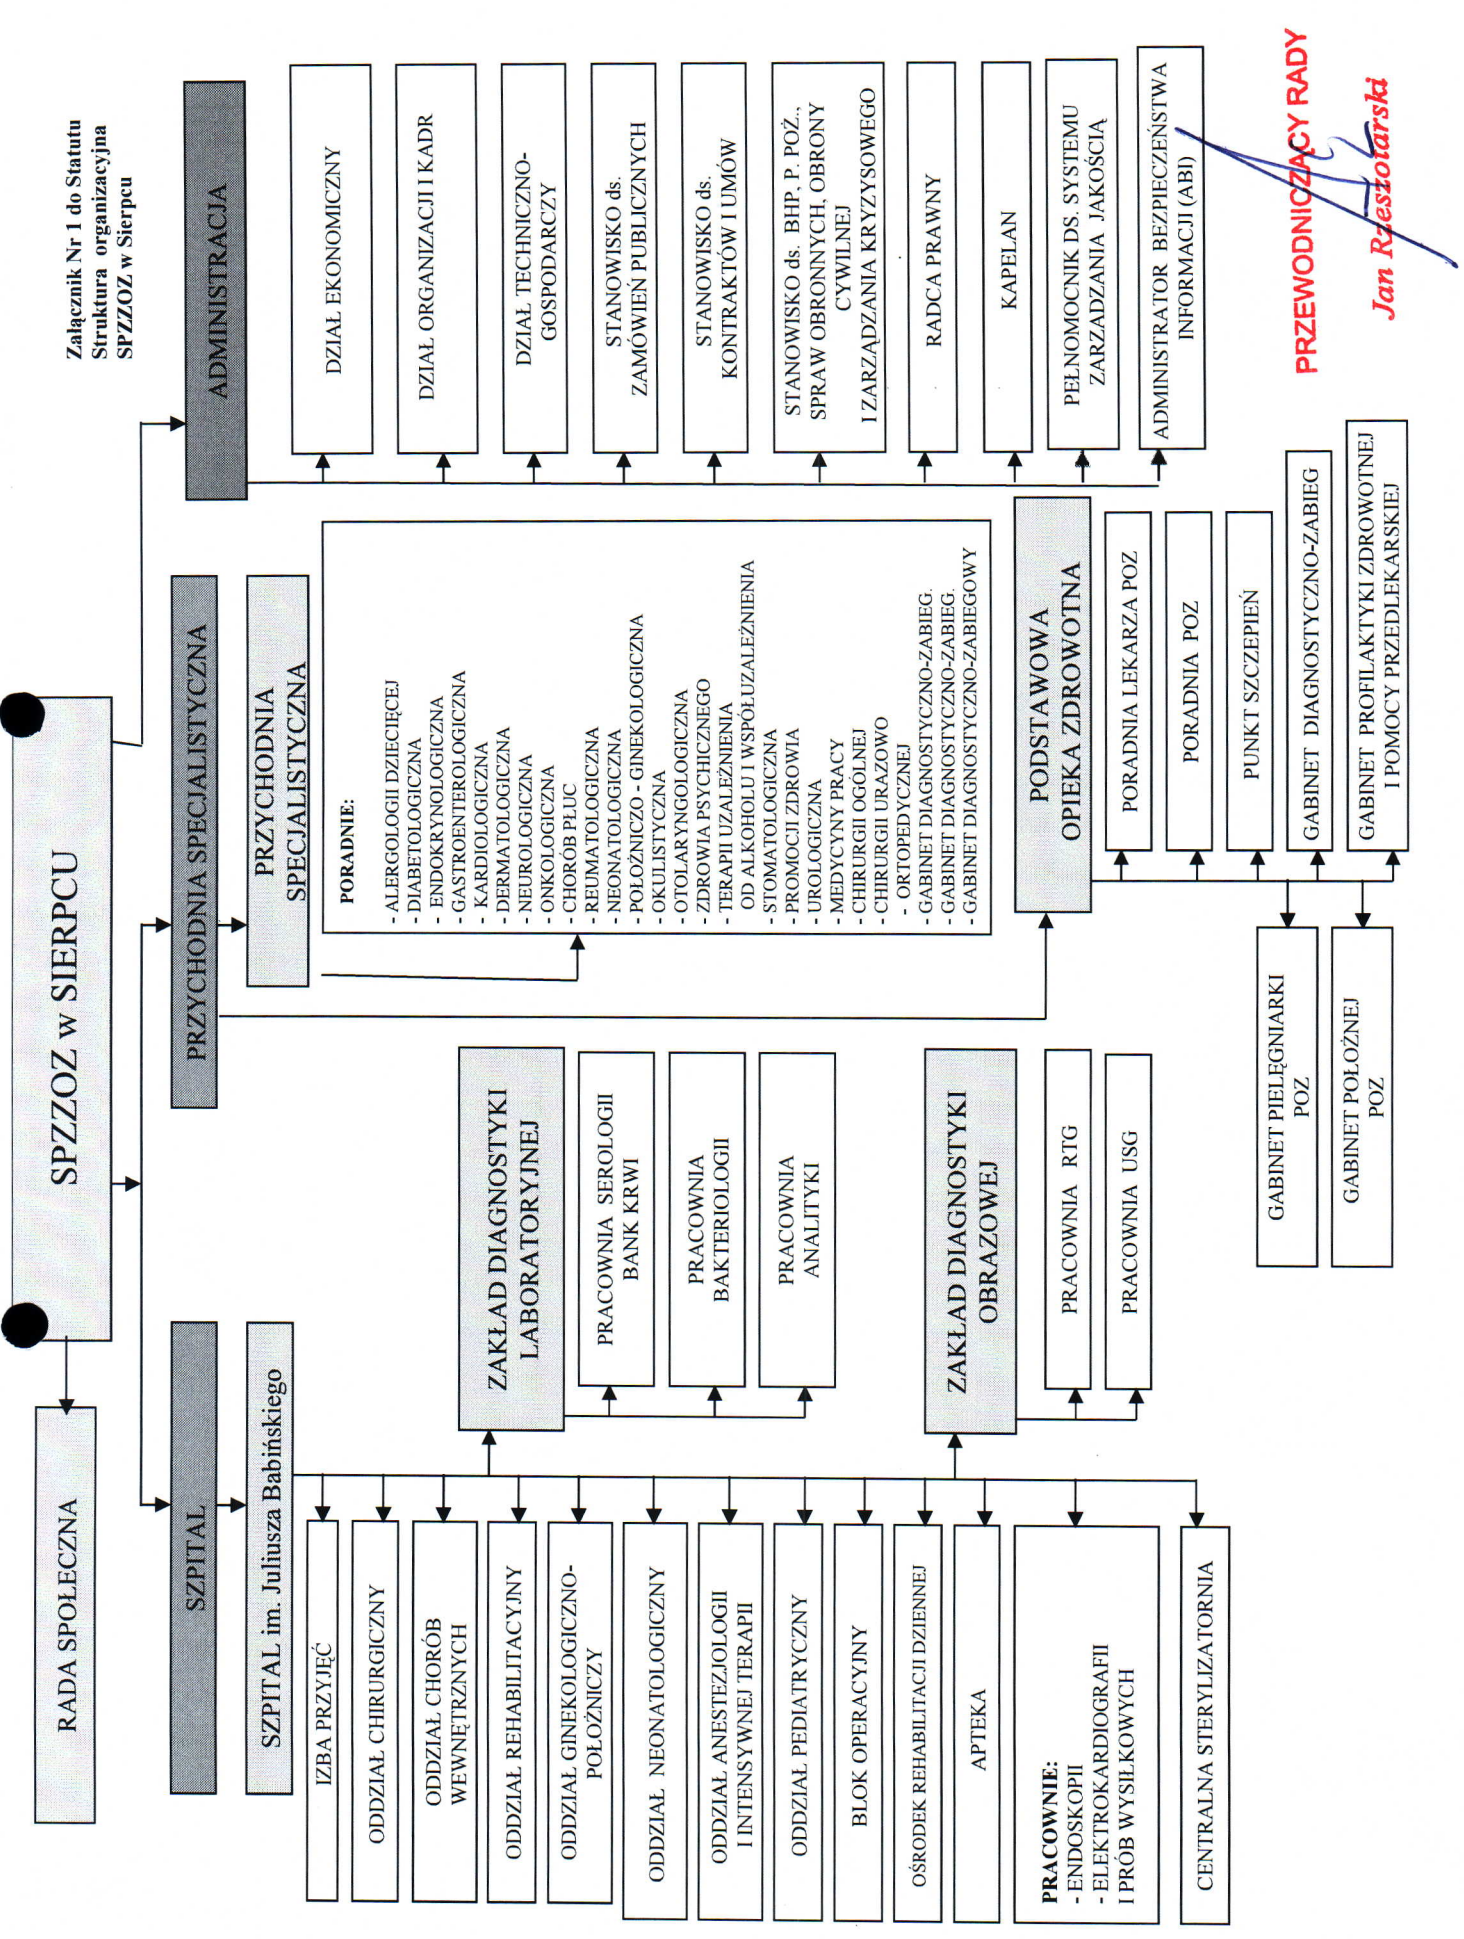 Załącznik Nr 1 do Statutu
Struktura organizacyjna
SPZZOZ w Sierpcu
SPZZOZ w SIERPCU
RADA SPOŁECZNA
SZPITAL
SZPITAL im. Juliusza Babińskiego
IZBA PRZYJĘĆ
ODDZIAŁ CHIRURGICZNY
ODDZIAŁ CHORÓB
WEWNĘTRZNYCH
ODDZIAŁ REHABILITACYJNY
ODDZIAŁ GINEKOLOGICZNO-
POŁOŻNICZY
ODDZIAŁ NEONATOLOGICZNY
ODDZIAŁ ANESTEZJOLOGII
I INTENSYWNEJ TERAPII
ODDZIAŁ PEDIATRYCZNY
BLOK OPERACYJNY
OŚRODEK REHABILITACJI DZIENNEJ
APTEKA
PRACOWNIE:
- ENDOSKOPII
- ELEKTROKARDIOGRAFII
I PRÓB WYSIŁKOWYCH
CENTRALNA STERYLIZATORNIA
ZAKŁAD DIAGNOSTYKI
LABORATORYJNEJ
PRACOWNIA SEROLOGII
BANK KRWI
PRACOWNIA
BAKTERIOLOGII
PRACOWNIA
ANALITYKI
ZAKŁAD DIAGNOSTYKI
OBRAZOWEJ
PRACOWNIA RTG
PRACOWNIA USG
PRZYCHODNIA SPECJALISTYCZNA
PRZYCHODNIA
SPECJALISTYCZNA
PORADNIE:
- ALERGOLOGII DZIECIĘCEJ
- DIABETOLOGICZNA
- ENDOKRYNOLOGICZNA
- GASTROENTEROLOGICZNA
- KARDIOLOGICZNA
- DERMATOLOGICZNA
- NEUROLOGICZNA
- ONKOLOGICZNA
- CHORÓB PŁUC
- REUMATOLOGICZNA
- NEONATOLOGICZNA
- POŁOŻNICZO - GINEKOLOGICZNA
- OKULISTYCZNA
- OTOLARYNGOLOGICZNA
- ZDROWIA PSYCHICZNEGO
- TERAPII UZALEŻNIENIA
OD ALKOHOLU I WSPÓŁUZALEŻNIENIA
- STOMATOLOGICZNA
- PROMOCJI ZDROWIA
- UROLOGICZNA
- MEDYCYNY PRACY
- CHIRURGII OGÓLNEJ
- CHIRURGII URAZOWO
- ORTOPEDYCZNEJ
- GABINET DIAGNOSTYCZNO-ZABIEG.
- GABINET DIAGNOSTYCZNO-ZABIEG.
- GABINET DIAGNOSTYCZNO-ZABIEGOWY
PODSTAWOWA
OPIEKA ZDROWOTNA
PORADNIA LEKARZA POZ
PORADNIA POZ
PUNKT SZCZEPIEŃ
GABINET DIAGNOSTYCZNO-ZABIEG
GABINET PROFILAKTYKI ZDROWOTNEJ
I POMOCY PRZEDLEKARSKIEJ
GABINET PIELĘGNIARKI
POZ
GABINET POŁOŻNEJ
POZ
ADMINISTRACJA
DZIAŁ EKONOMICZNY
DZIAŁ ORGANIZACJI I KADR
DZIAŁ TECHNICZNO-
GOSPODARCZY
STANOWISKO ds.
ZAMÓWIEŃ PUBLICZNYCH
STANOWISKO ds.
KONTRAKTÓW I UMÓW
STANOWISKO ds. BHP, P. POŻ.,
SPRAW OBRONNYCH, OBRONY
CYWILNEJ
I ZARZĄDZANIA KRYZYSOWEGO
RADCA PRAWNY
KAPELAN
PEŁNOMOCNIK DS. SYSTEMU
ZARZADZANIA JAKOŚCIĄ
ADMINISTRATOR BEZPIECZEŃSTWA
INFORMACJI (ABI)
PRZEWODNICZĄCY RADY
Jan Rzeszotarski